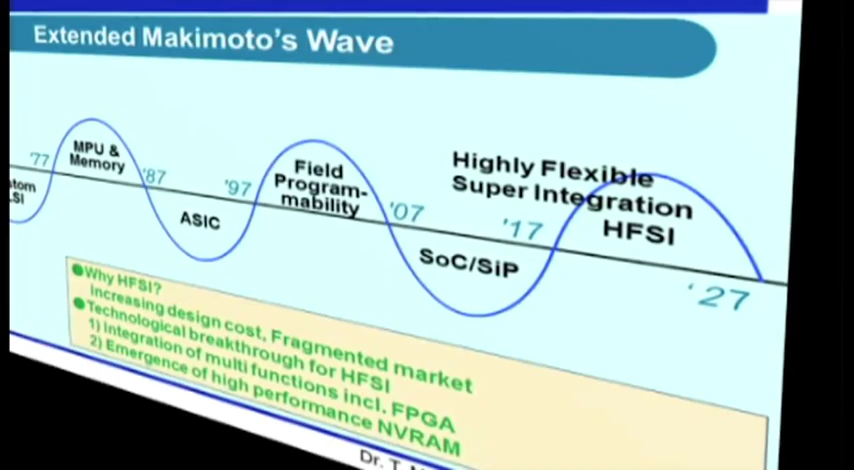 Extended Makimoto's Wave
'77
MPU &
Memory
'87
'97
Field
Program-
mability
'07
Highly Flexible
Super Integration
HFSI
'17
'27
ASIC
SoC/SiP
●Why HFSI?
Increasing design cost, Fragmented market
●Technological breakthrough for HFSI
1) Integration of multi functions incl. FPGA
2) Emergence of high performance NVRAM
Dr. T.